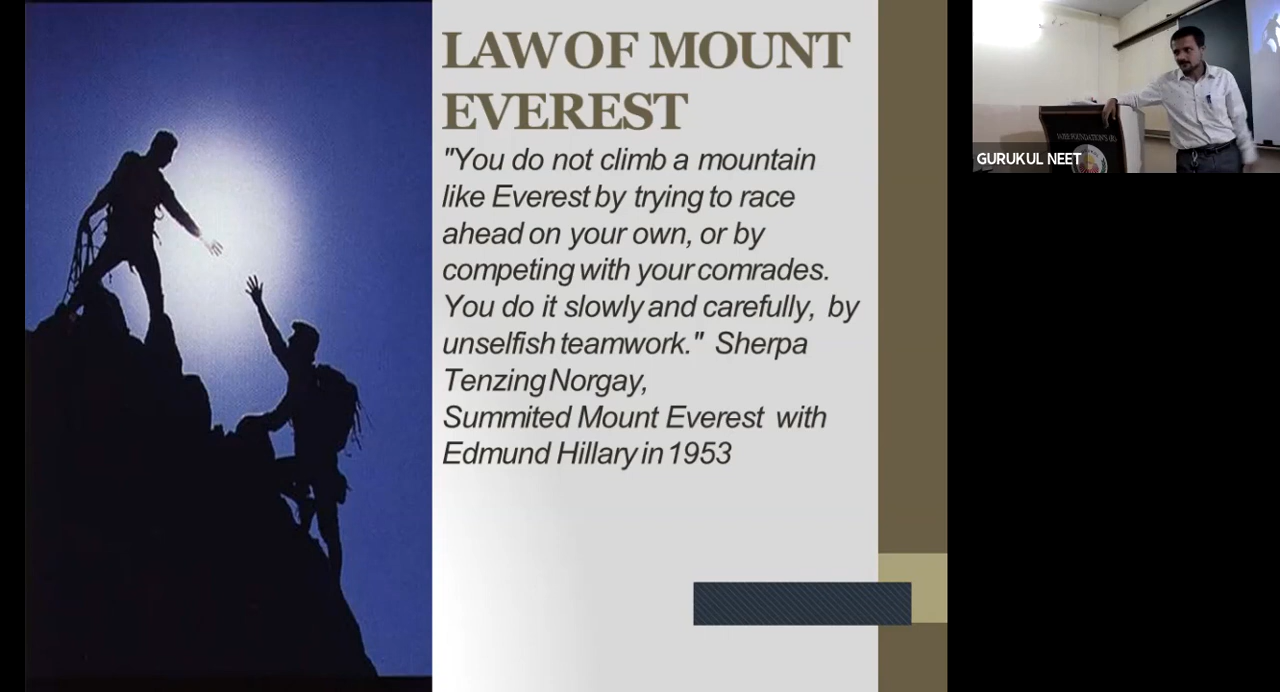 LAW OF MOUNT
EVEREST
"You do not climb a mountain
like Everest by trying to race
ahead on your own, or by
competing with your comrades.
You do it slowly and carefully, by
unselfish teamwork." Sherpa
Tenzing Norgay,
Summited Mount Everest with
Edmund Hillary in 1953
GURUKUL NEET